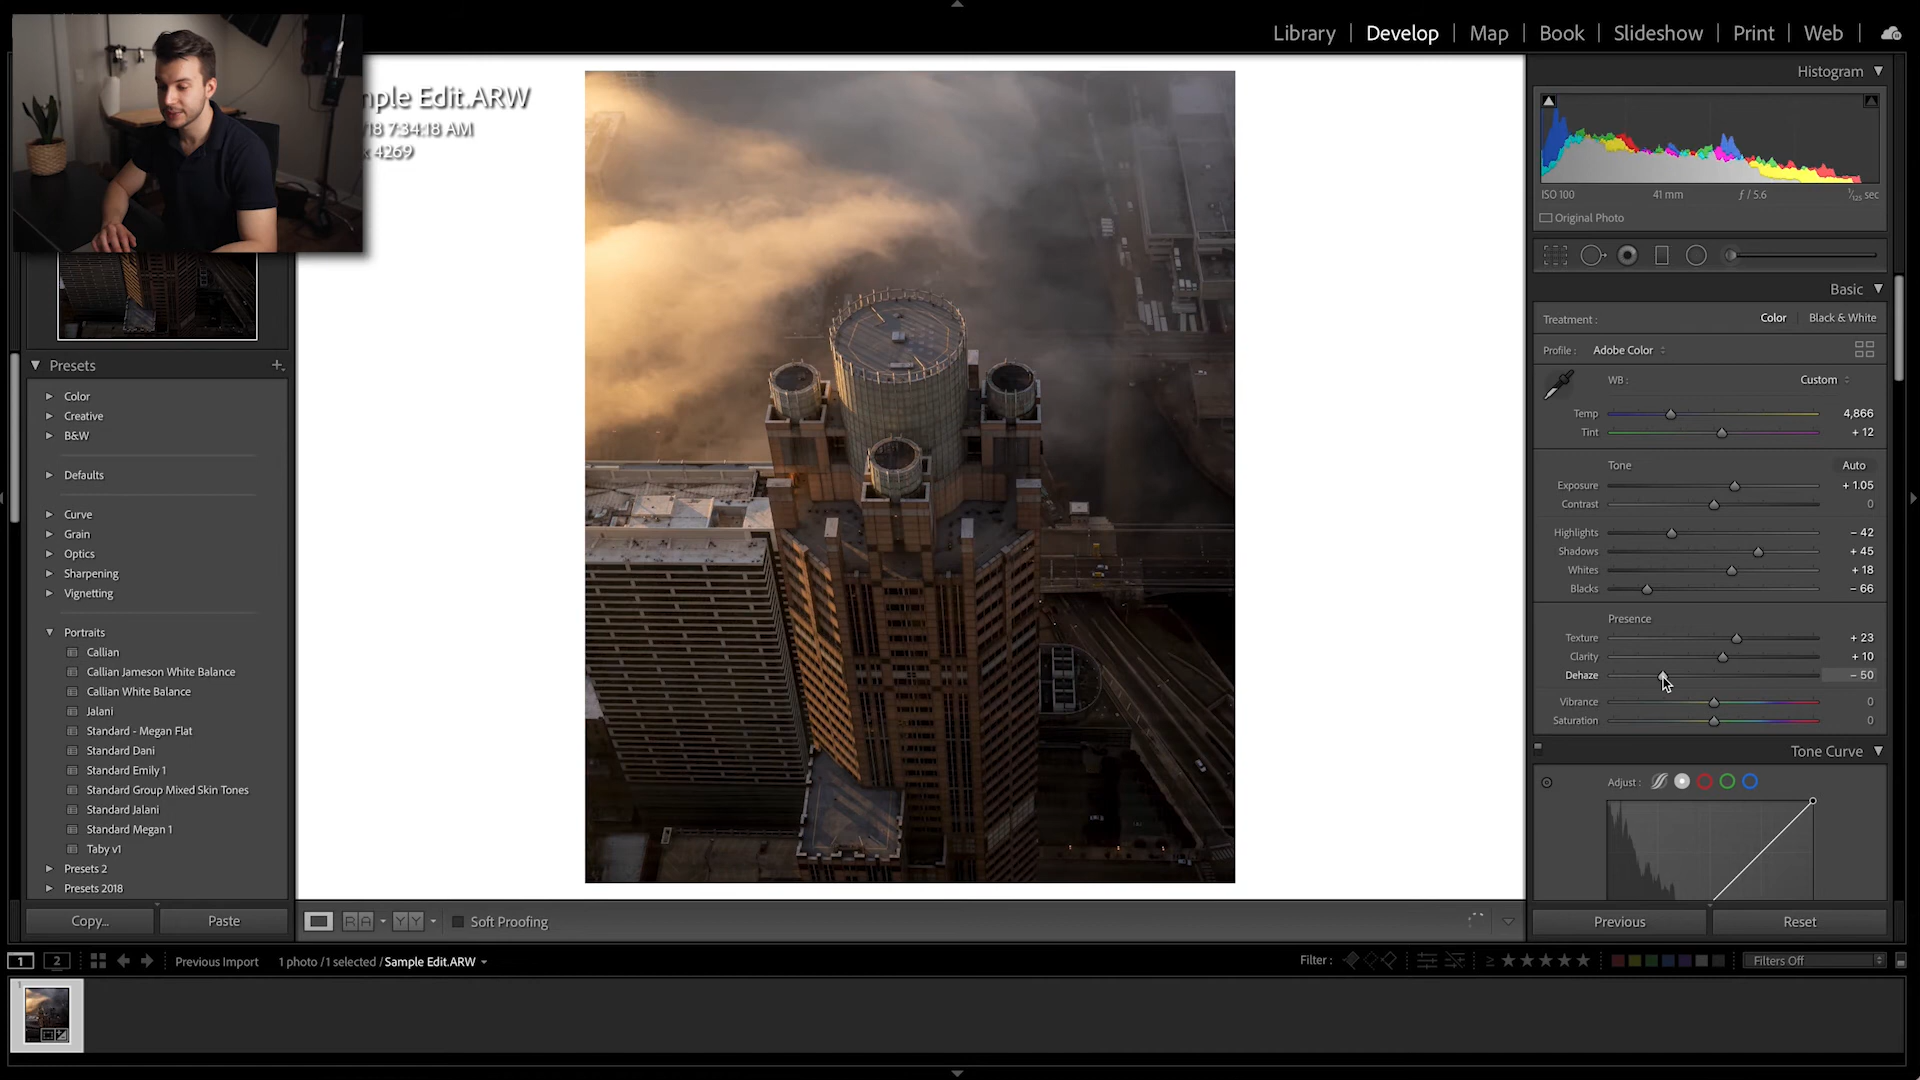 Library | Develop | Map | Book | Slideshow | Print | Web |
mple Edit.ARW
/18 7:34:18 AM
x 4269
Histogram
ISO 100 41 mm ƒ / 5.6 1/125 sec
Original Photo
Basic
Treatment : Color Black & White
Profile : Adobe Color
WB : Custom
Temp 4,866
Tint + 12
Tone Auto
Exposure + 1.05
Contrast 0
Highlights − 42
Shadows + 45
Whites + 18
Blacks − 66
Presence
Texture + 23
Clarity + 10
Dehaze − 50
Vibrance 0
Saturation 0
Tone Curve
Adjust :
Previous Reset
Presets +
Color
Creative
B&W
Defaults
Curve
Grain
Optics
Sharpening
Vignetting
Portraits
Callian
Callian Jameson White Balance
Callian White Balance
Jalani
Standard - Megan Flat
Standard Dani
Standard Emily 1
Standard Group Mixed Skin Tones
Standard Jalani
Standard Megan 1
Taby v1
Presets 2
Presets 2018
Copy... Paste
R A Y Y Soft Proofing
1 2 Previous Import 1 photo / 1 selected / Sample Edit.ARW Filter : ≥ ★★★★★ Filters Off
1